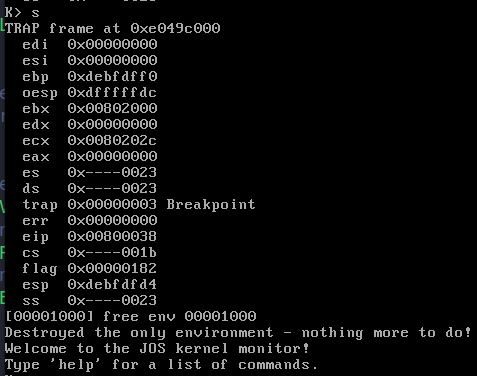 K> s
TRAP frame at 0xe049c000
  edi  0x00000000
  esi  0x00000000
  ebp  0xdebfdff0
  oesp 0xdfffffdc
  ebx  0x00802000
  edx  0x00000000
  ecx  0x0080202c
  eax  0x00000000
  es   0x----0023
  ds   0x----0023
  trap 0x00000003 Breakpoint
  err  0x00000000
  eip  0x00800038
  cs   0x----001b
  flag 0x00000182
  esp  0xdebfdfd4
  ss   0x----0023
[00001000] free env 00001000
Destroyed the only environment - nothing more to do!
Welcome to the JOS kernel monitor!
Type 'help' for a list of commands.